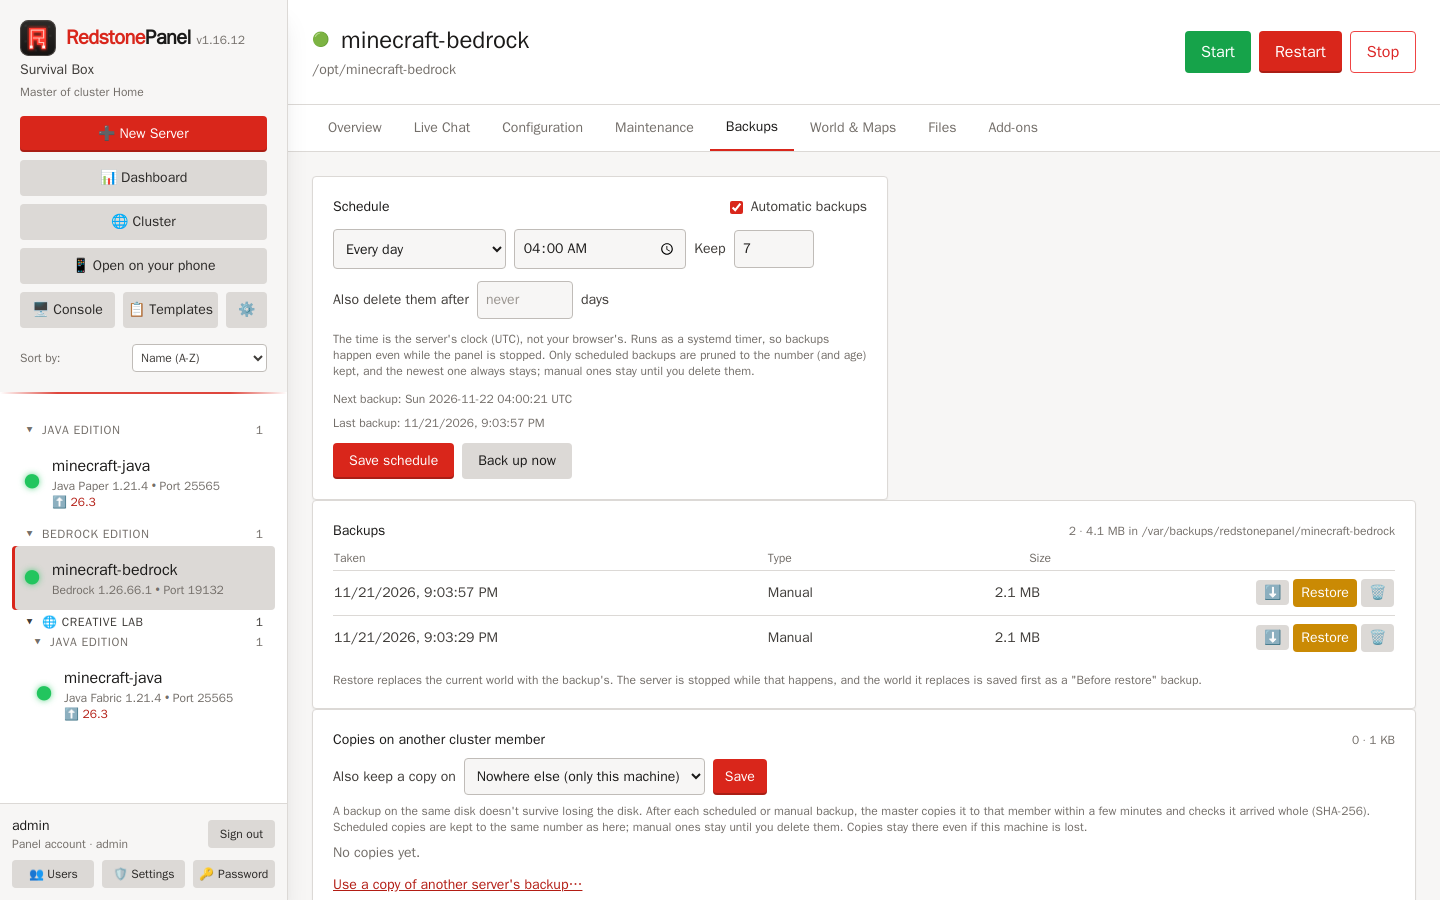 RedstonePanel v1.16.12
Survival Box
Master of cluster Home
➕ New Server
📊 Dashboard
🌐 Cluster
📱 Open on your phone
🖥️ Console
📋 Templates
⚙️
Sort by:
Name (A-Z)
▼ JAVA EDITION 1
minecraft-java
Java Paper 1.21.4 • Port 25565
⬆️ 26.3
▼ BEDROCK EDITION 1
minecraft-bedrock
Bedrock 1.26.66.1 • Port 19132
▼ 🌐 CREATIVE LAB 1
▼ JAVA EDITION 1
minecraft-java
Java Fabric 1.21.4 • Port 25565
⬆️ 26.3
admin
Panel account · admin
Sign out
👥 Users
🛡️ Settings
🔑 Password
minecraft-bedrock
/opt/minecraft-bedrock
Start
Restart
Stop
Overview
Live Chat
Configuration
Maintenance
Backups
World & Maps
Files
Add-ons
Schedule
Automatic backups
Every day
04:00 AM
Keep
7
Also delete them after never days
The time is the server's clock (UTC), not your browser's. Runs as a systemd timer, so backups
happen even while the panel is stopped. Only scheduled backups are pruned to the number (and age)
kept, and the newest one always stays; manual ones stay until you delete them.
Next backup: Sun 2026-11-22 04:00:21 UTC
Last backup: 11/21/2026, 9:03:57 PM
Save schedule
Back up now
Backups
2 · 4.1 MB in /var/backups/redstonepanel/minecraft-bedrock
Taken Type Size
11/21/2026, 9:03:57 PM Manual 2.1 MB ⬇️ Restore 🗑️
11/21/2026, 9:03:29 PM Manual 2.1 MB ⬇️ Restore 🗑️
Restore replaces the current world with the backup's. The server is stopped while that happens, and the world it replaces is saved first as a "Before restore" backup.
Copies on another cluster member
0 · 1 KB
Also keep a copy on Nowhere else (only this machine) Save
A backup on the same disk doesn't survive losing the disk. After each scheduled or manual backup, the master copies it to that member within a few minutes and checks it arrived whole (SHA-256).
Scheduled copies are kept to the same number as here; manual ones stay until you delete them. Copies stay there even if this machine is lost.
No copies yet.
Use a copy of another server's backup…